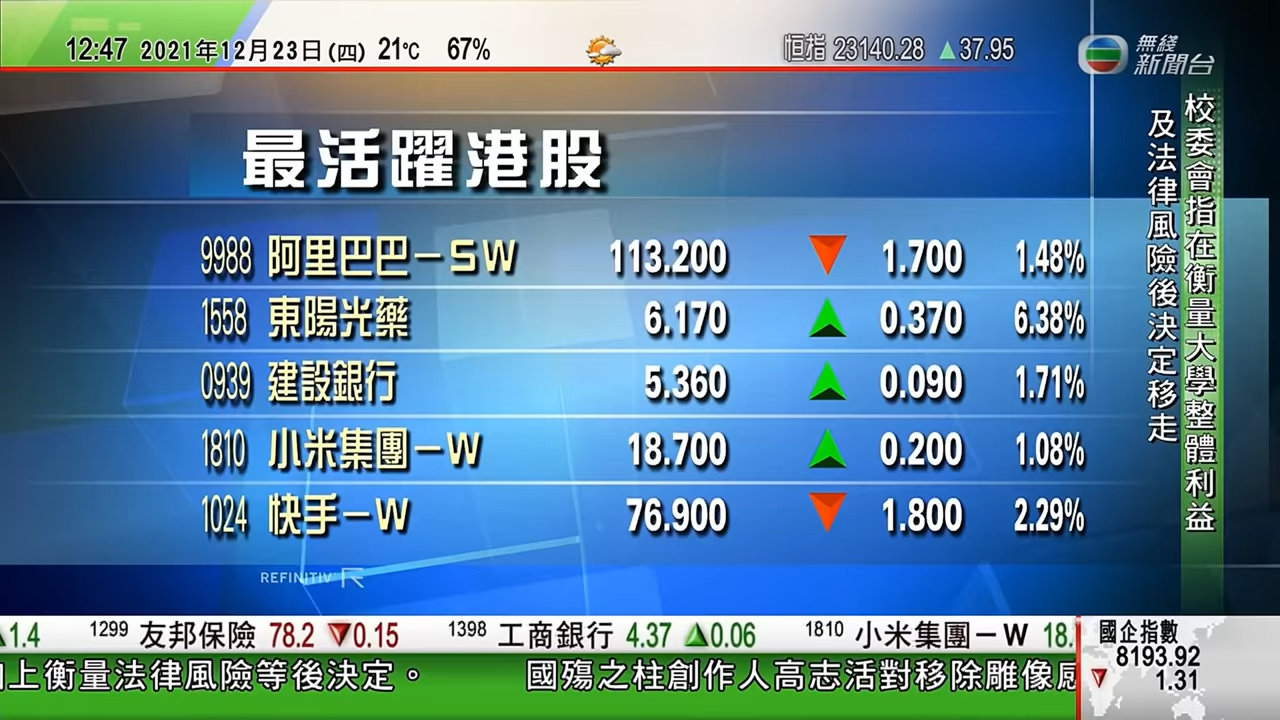 12:47 2021年12月23日(四) 21℃ 67% 恒指 23140.28 ▲37.95
無綫
新聞台
最活躍港股
9988 阿里巴巴－SW 113.200 ▼ 1.700 1.48%
1558 東陽光藥 6.170 ▲ 0.370 6.38%
0939 建設銀行 5.360 ▲ 0.090 1.71%
1810 小米集團－W 18.700 ▲ 0.200 1.08%
1024 快手－W 76.900 ▼ 1.800 2.29%
REFINITIV
校委會指在衡量大學整體利益
及法律風險後決定移走
▲1.4 1299 友邦保險 78.2 ▼0.15 1398 工商銀行 4.37 ▲0.06 1810 小米集團－W 18.
國企指數
8193.92
▼ 1.31
上衡量法律風險等後決定。 國殤之柱創作人高志活對移除雕像感